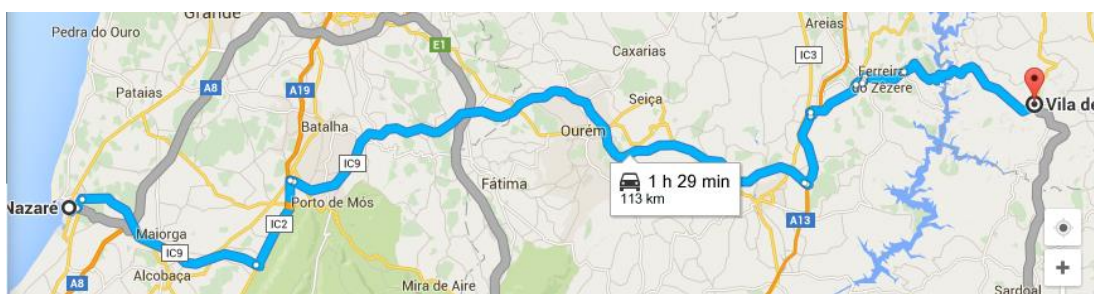 Grande
Pedra do Ouro
E1
Areias
Caxarias
IC3
A8
A19
Pataias
Ferreira
do Zêzere
Seiça
Vila de
Batalha
Ourém
IC9
1 h 29 min
113 km
Fátima
Nazaré
Porto de Mós
IC2
A13
Maiorga
IC9
Alcobaça
A8
Mira de Aire
Sardoal